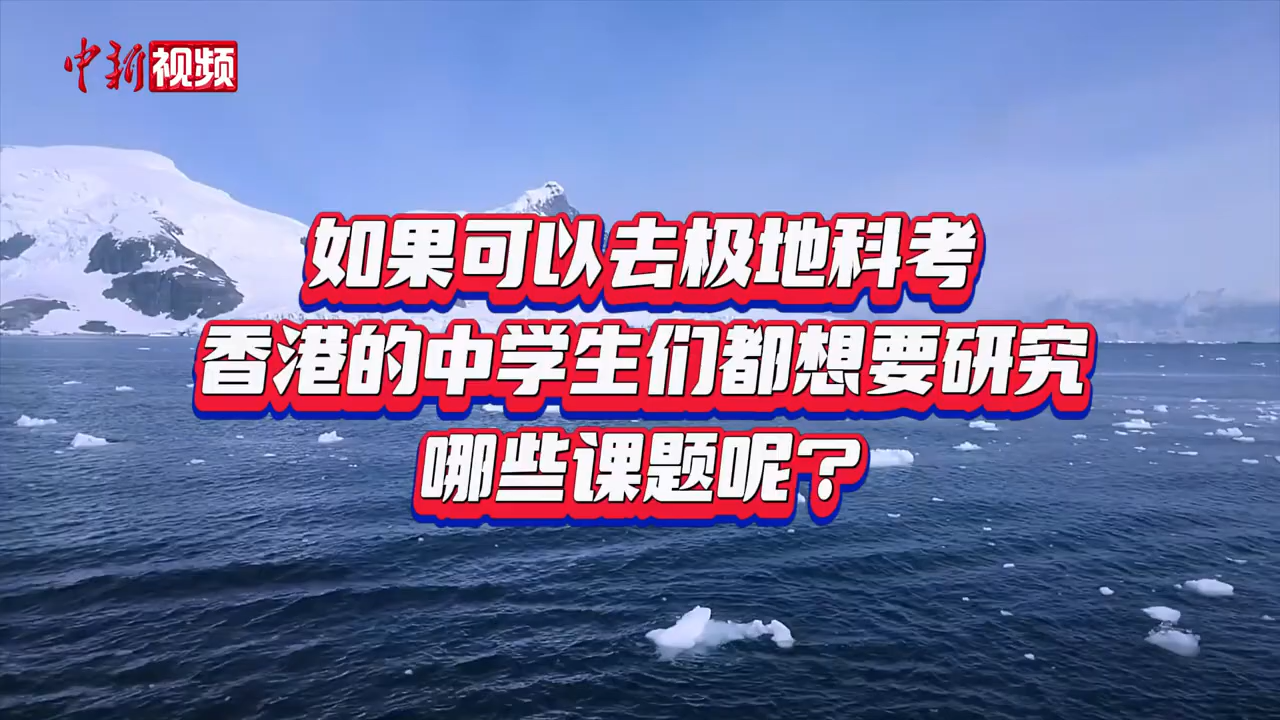 中新视频
如果可以去极地科考
香港的中学生们都想要研究
哪些课题呢？